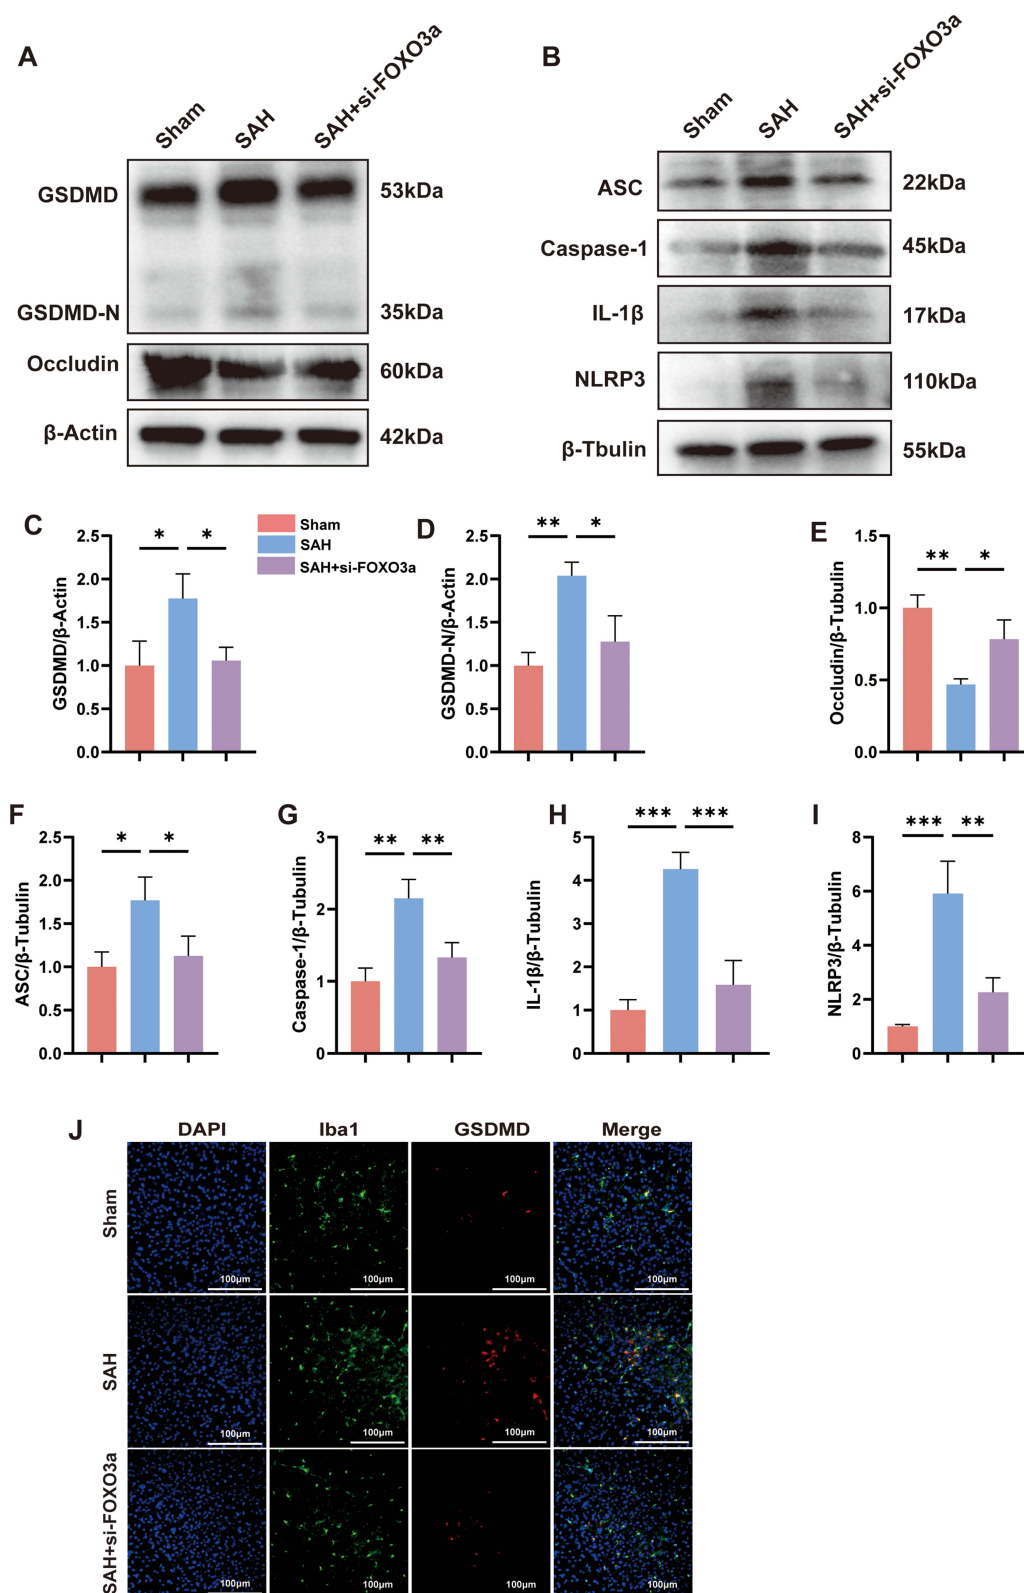 A
Sham
SAH
SAH+si-FOXO3a
GSDMD
53kDa
GSDMD-N
35kDa
Occludin
60kDa
β-Actin
42kDa
B
Sham
SAH
SAH+si-FOXO3a
ASC
22kDa
Caspase-1
45kDa
IL-1β
17kDa
NLRP3
110kDa
β-Tbulin
55kDa
C
GSDMD/β-Actin
2.5
2.0
1.5
1.0
0.5
0.0
*
*
Sham
SAH
SAH+si-FOXO3a
D
GSDMD-N/β-Actin
2.5
2.0
1.5
1.0
0.5
0.0
**
*
E
Occludin/β-Tubulin
1.5
1.0
0.5
0.0
**
*
F
ASC/β-Tubulin
2.5
2.0
1.5
1.0
0.5
0.0
*
*
G
Caspase-1/β-Tubulin
3
2
1
0
**
**
H
IL-1β/β-Tubulin
5
4
3
2
1
0
***
***
I
NLRP3/β-Tubulin
8
6
4
2
0
***
**
J
DAPI
Iba1
GSDMD
Merge
Sham
100μm
100μm
100μm
100μm
SAH
100μm
100μm
100μm
100μm
SAH+si-FOXO3a
100μm
100μm
100μm
100μm